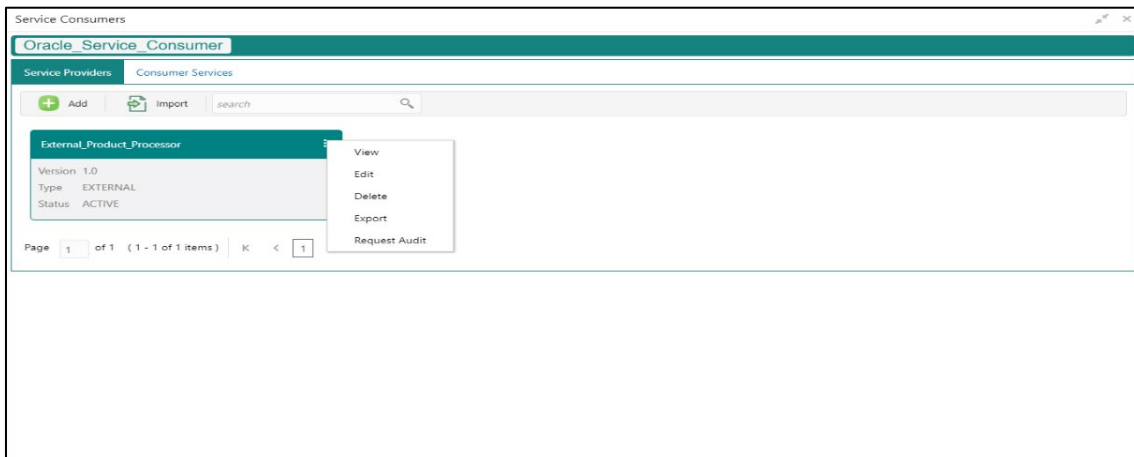 Service Consumers
Oracle_Service_Consumer
Service Providers Consumer Services
Add Import search
External_Product_Processor
Version 1.0
Type EXTERNAL
Status ACTIVE
View
Edit
Delete
Export
Request Audit
Page 1 of 1 ( 1 - 1 of 1 items ) K < 1